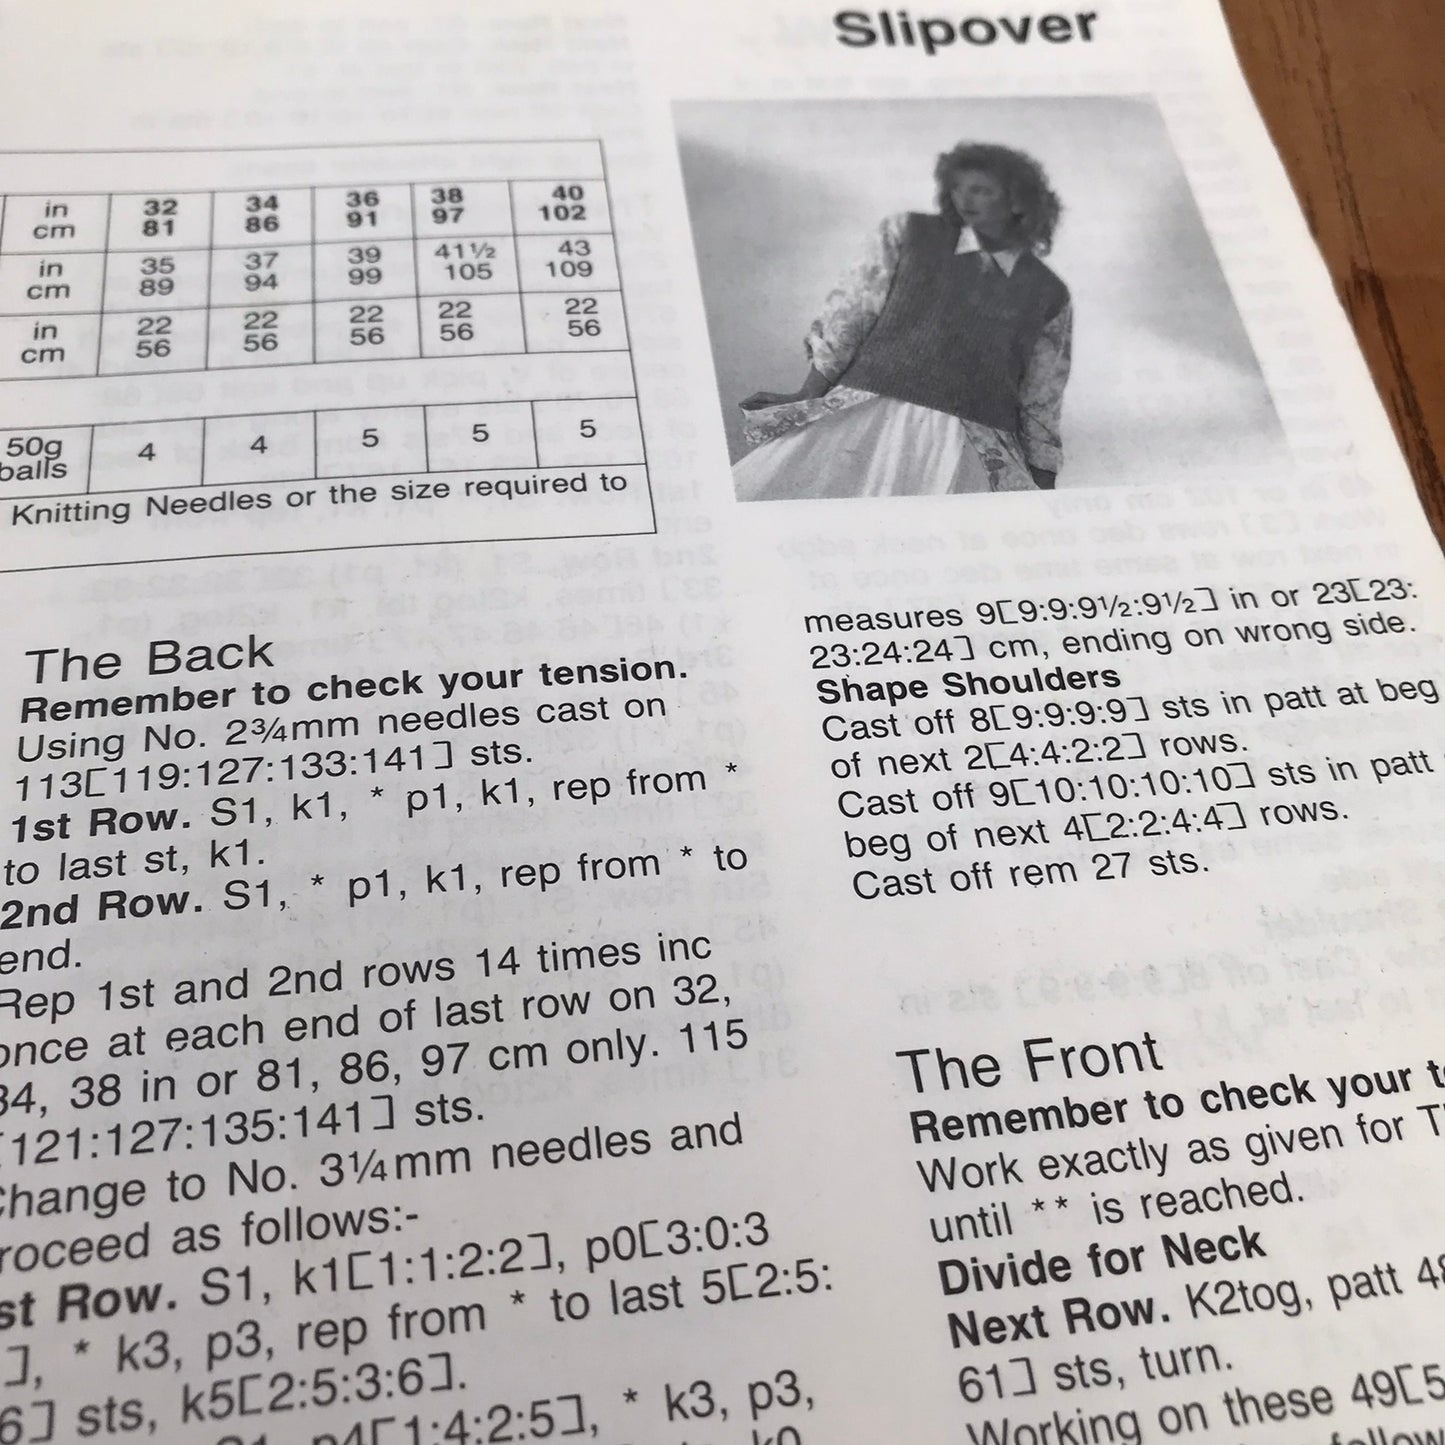 Slipover
in 32 34 36 38 40
cm 81 86 91 97 102
in 35 37 39 41½ 43
cm 89 94 99 105 109
in 22 22 22 22 22
cm 56 56 56 56 56
50g
balls 4 4 5 5 5
Knitting Needles or the size required to
The Back
Remember to check your tension.
Using No. 2¾mm needles cast on
113[119:127:133:141] sts.
1st Row. S1, k1, * p1, k1, rep from *
to last st, k1.
2nd Row. S1, * p1, k1, rep from * to
end.
Rep 1st and 2nd rows 14 times inc
once at each end of last row on 32,
34, 38 in or 81, 86, 97 cm only. 115
[121:127:135:141] sts.
Change to No. 3¼mm needles and
roceed as follows:-
st Row. S1, k1[1:1:2:2], p0[3:0:3
], * k3, p3, rep from * to last 5[2:5:
6] sts, k5[2:5:3:6].
p4[1:4:2:5], * k3, p3,
measures 9[9:9:9½:9½] in or 23[23:
23:24:24] cm, ending on wrong side.
Shape Shoulders
Cast off 8[9:9:9:9] sts in patt at beg
of next 2[4:4:2:2] rows.
Cast off 9[10:10:10:10] sts in patt
beg of next 4[2:2:4:4] rows.
Cast off rem 27 sts.
The Front
Remember to check your t
Work exactly as given for T
until ** is reached.
Divide for Neck
Next Row. K2tog, patt 48
61] sts, turn.
Working on these 49[5